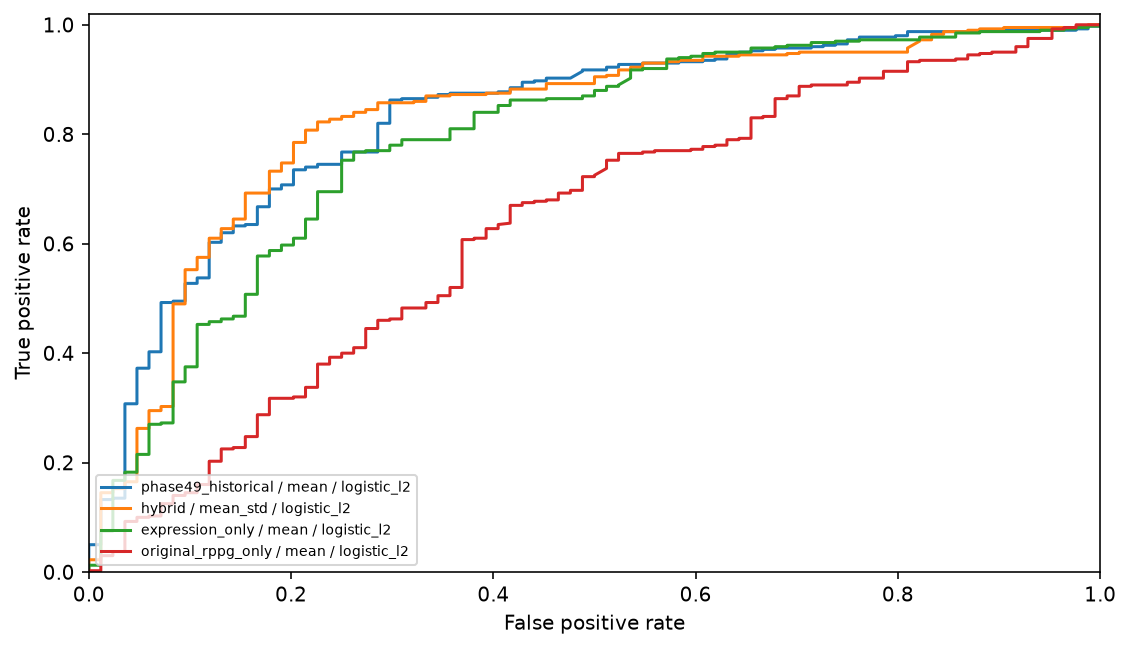 1.0
0.8
0.6
0.4
0.2
0.0
True positive rate
phase49_historical / mean / logistic_l2
hybrid / mean_std / logistic_l2
expression_only / mean / logistic_l2
original_rppg_only / mean / logistic_l2
0.0 0.2 0.4 0.6 0.8 1.0
False positive rate